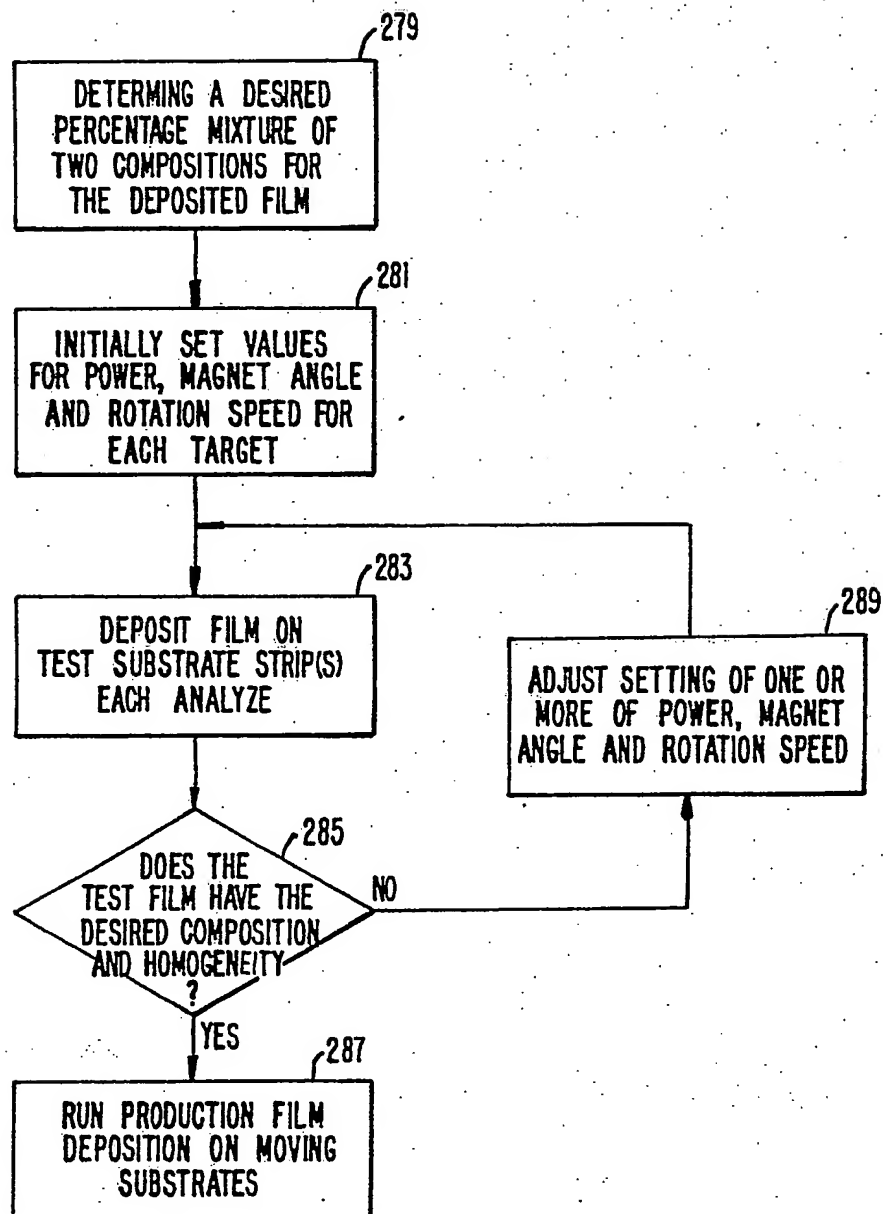 279
DETERMING A DESIRED
PERCENTAGE MIXTURE OF
TWO COMPOSITIONS FOR
THE DEPOSITED FILM
281
INITIALLY SET VALUES
FOR POWER, MAGNET ANGLE
AND ROTATION SPEED FOR
EACH TARGET
283
DEPOSIT FILM ON
TEST SUBSTRATE STRIP(S)
EACH ANALYZE
289
ADJUST SETTING OF ONE OR
MORE OF POWER, MAGNET
ANGLE AND ROTATION SPEED
285
DOES THE
TEST FILM HAVE THE
DESIRED COMPOSITION
AND HOMOGENEITY
?
NO
YES
287
RUN PRODUCTION FILM
DEPOSITION ON MOVING
SUBSTRATES